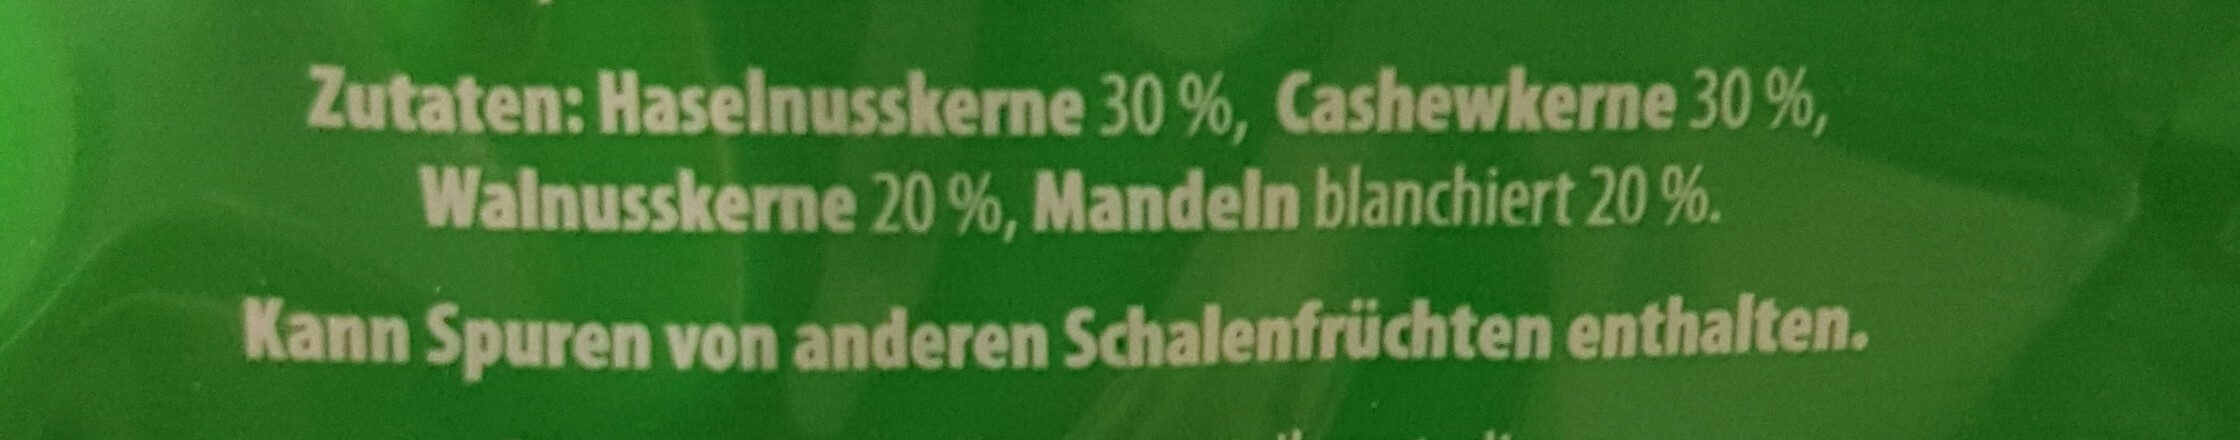 Zutaten: Haselnusskerne 30 %, Cashewkerne 30 %,
Walnusskerne 20 %, Mandeln blanchiert 20 %.
Kann Spuren von anderen Schalenfrüchten enthalten.